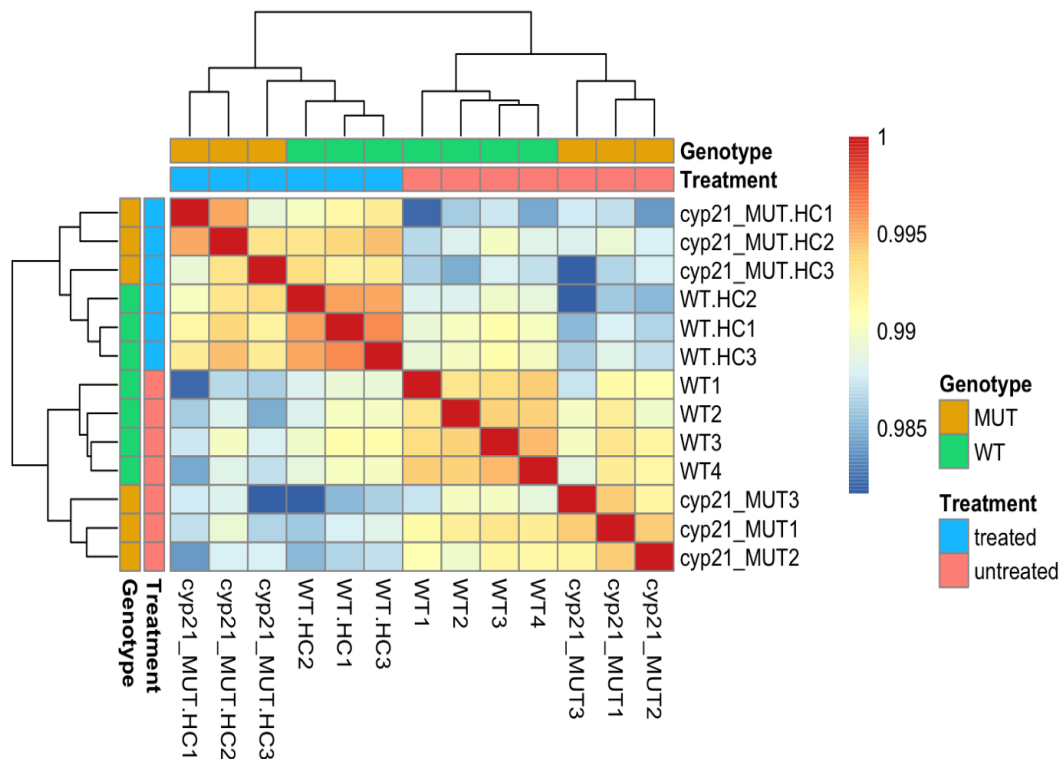 Genotype
Treatment
1
0.995
0.99
0.985
cyp21_MUT.HC1
cyp21_MUT.HC2
cyp21_MUT.HC3
WT.HC2
WT.HC1
WT.HC3
WT1
WT2
WT3
WT4
cyp21_MUT3
cyp21_MUT1
cyp21_MUT2
Genotype
MUT
WT
Treatment
treated
untreated
Genotype
Treatment
cyp21_MUT.HC1
cyp21_MUT.HC2
cyp21_MUT.HC3
WT.HC2
WT.HC1
WT.HC3
WT1
WT2
WT3
WT4
cyp21_MUT3
cyp21_MUT1
cyp21_MUT2